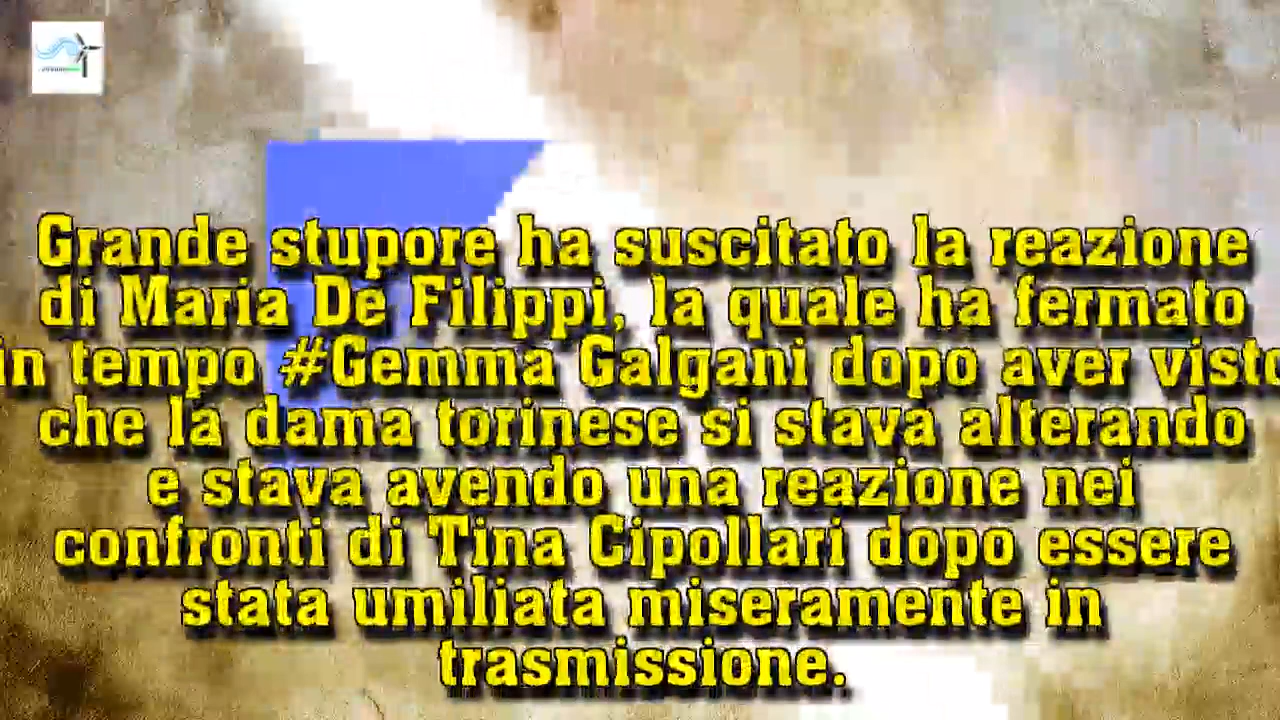 Grande stupore ha suscitato la reazione
di Maria De Filippi, la quale ha fermato
in tempo #Gemma Galgani dopo aver visto
che la dama torinese si stava alterando
e stava avendo una reazione nei
confronti di Tina Cipollari dopo essere
stata umiliata miseramente in
trasmissione.